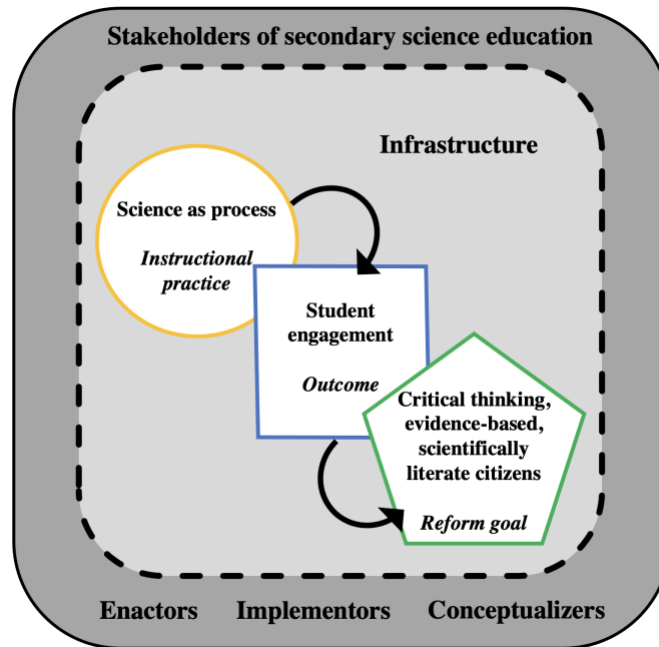 Stakeholders of secondary science education
Infrastructure
Science as process
Instructional
practice
Student
engagement
Outcome
Critical thinking,
evidence-based,
scientifically
literate citizens
Reform goal
Enactors Implementors Conceptualizers